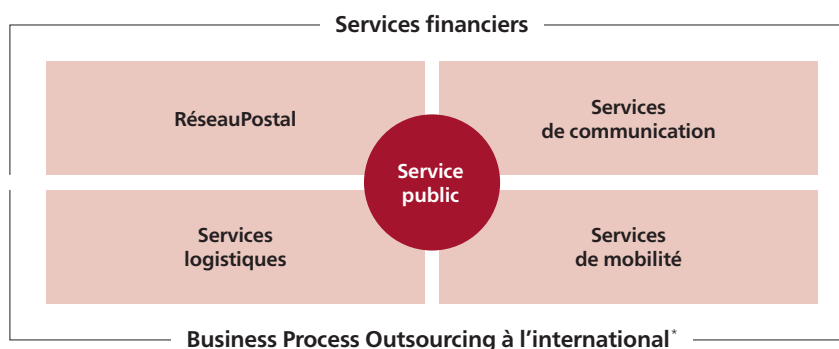 Services financiers
RéseauPostal
Services
de communication
Service
public
Services
logistiques
Services
de mobilité
Business Process Outsourcing à l'international*